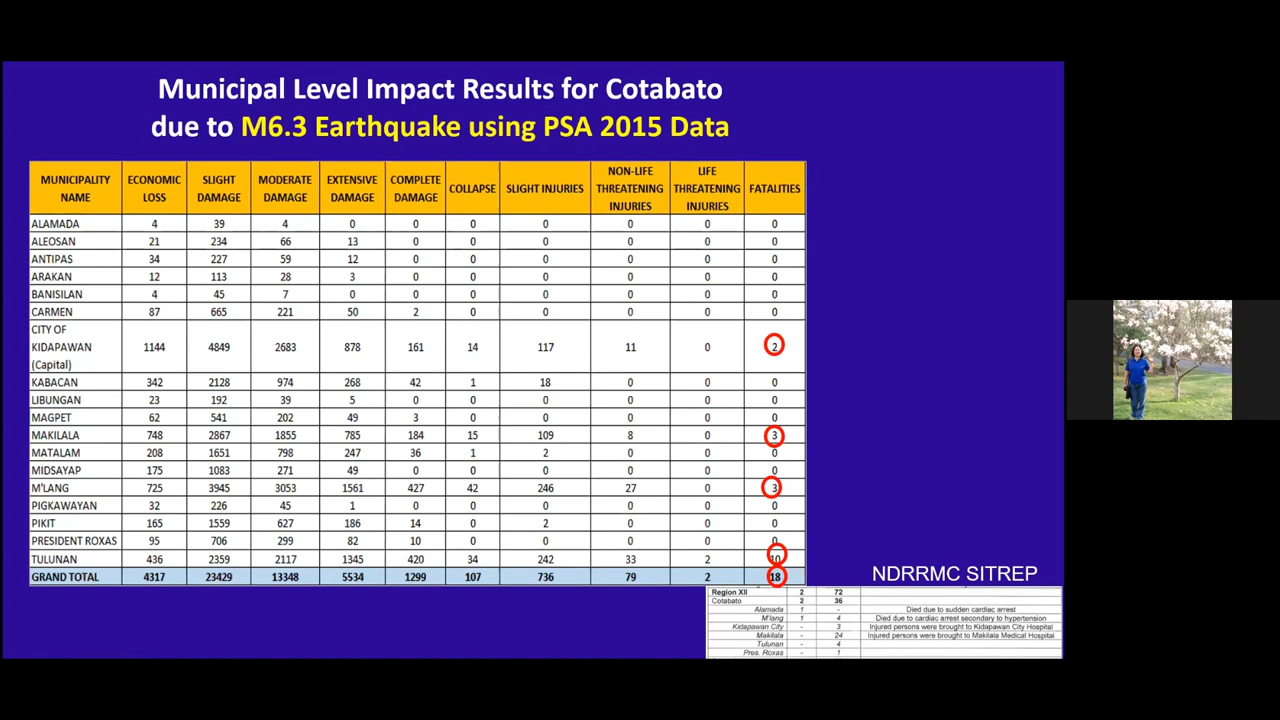 Municipal Level Impact Results for Cotabato
due to M6.3 Earthquake using PSA 2015 Data
MUNICIPALITY NAME ECONOMIC LOSS SLIGHT DAMAGE MODERATE DAMAGE EXTENSIVE DAMAGE COMPLETE DAMAGE COLLAPSE SLIGHT INJURIES NON-LIFE THREATENING INJURIES LIFE THREATENING INJURIES FATALITIES
ALAMADA 4 39 4 0 0 0 0 0 0 0
ALEOSAN 21 234 66 13 0 0 0 0 0 0
ANTIPAS 34 227 59 12 0 0 0 0 0 0
ARAKAN 12 113 28 3 0 0 0 0 0 0
BANISILAN 4 45 7 0 0 0 0 0 0 0
CARMEN 87 665 221 50 2 0 0 0 0 0
CITY OF KIDAPAWAN (Capital) 1144 4849 2683 878 161 14 117 11 0 2
KABACAN 342 2128 974 268 42 1 18 0 0 0
LIBUNGAN 23 192 39 5 0 0 0 0 0 0
MAGPET 62 541 202 49 3 0 0 0 0 0
MAKILALA 748 2867 1855 785 184 15 109 8 0 3
MATALAM 208 1651 798 247 36 1 2 0 0 0
MIDSAYAP 175 1083 271 49 0 0 0 0 0 0
M'LANG 725 3945 3053 1561 427 42 246 27 0 3
PIGKAWAYAN 32 226 45 1 0 0 0 0 0 0
PIKIT 165 1559 627 186 14 0 2 0 0 0
PRESIDENT ROXAS 95 706 299 82 10 0 0 0 0 0
TULUNAN 436 2359 2117 1345 420 34 242 33 2 10
GRAND TOTAL 4317 23429 13348 5534 1299 107 736 79 2 18
NDRRMC SITREP
Region XII 2 72
Cotabato 2 36
Alamada 1 - Died due to sudden cardiac arrest
M'lang 1 4 Died due to cardiac arrest secondary to hypertension
Kidapawan City - 3 Injured persons were brought to Kidapawan City Hospital
Makilala - 24 Injured persons were brought to Makilala Medical Hospital
Tulunan - 4
Pres. Roxas - 1